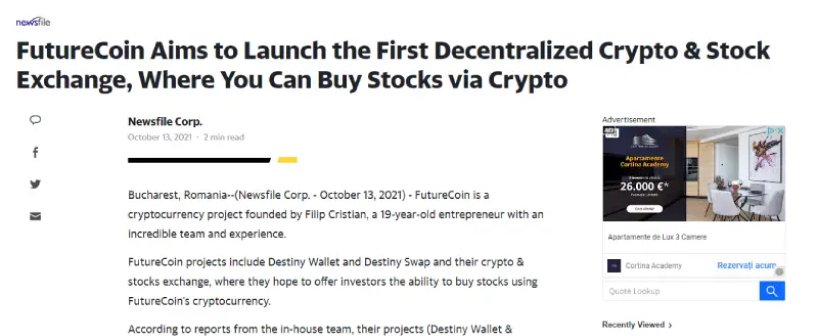 newsfile
FutureCoin Aims to Launch the First Decentralized Crypto & Stock
Exchange, Where You Can Buy Stocks via Crypto
Newsfile Corp.
October 13, 2021 · 2 min read
Bucharest, Romania--(Newsfile Corp. - October 13, 2021) - FutureCoin is a
cryptocurrency project founded by Filip Cristian, a 19-year-old entrepreneur with an
incredible team and experience.
FutureCoin projects include Destiny Wallet and Destiny Swap and their crypto &
stocks exchange, where they hope to offer investors the ability to buy stocks using
FutureCoin's cryptocurrency.
According to reports from the in-house team, their projects (Destiny Wallet &
Advertisement
Apartamente
Cortina Academy
26.000 €*
Apartamente de Lux 3 Camere
Cortina Academy
Rezervați acum
Quote Lookup
Recently Viewed >